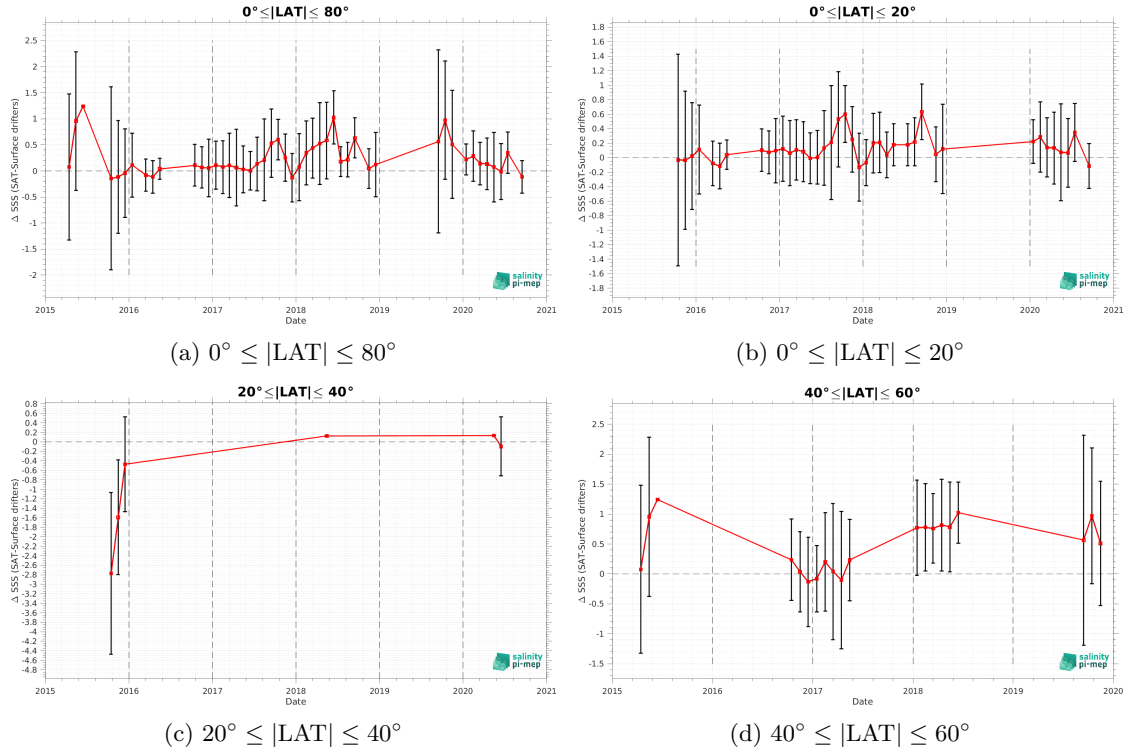 0°≤|LAT|≤ 80°
Δ SSS (SAT-Surface drifters)
2.5
2
1.5
1
0.5
0
-0.5
-1
-1.5
-2
2015 2016 2017 2018 2019 2020 2021
Date
salinity
pi-mep
(a) 0° ≤ |LAT| ≤ 80°
0°≤|LAT|≤ 20°
Δ SSS (SAT-Surface drifters)
1.8
1.6
1.4
1.2
1
0.8
0.6
0.4
0.2
0
-0.2
-0.4
-0.6
-0.8
-1
-1.2
-1.4
-1.6
-1.8
2015 2016 2017 2018 2019 2020 2021
Date
salinity
pi-mep
(b) 0° ≤ |LAT| ≤ 20°
20°≤|LAT|≤ 40°
Δ SSS (SAT-Surface drifters)
0.8
0.6
0.4
0.2
0
-0.2
-0.4
-0.6
-0.8
-1
-1.2
-1.4
-1.6
-1.8
-2
-2.2
-2.4
-2.6
-2.8
-3
-3.2
-3.4
-3.6
-3.8
-4
-4.2
-4.4
-4.6
-4.8
2015 2016 2017 2018 2019 2020 2021
Date
salinity
pi-mep
(c) 20° ≤ |LAT| ≤ 40°
40°≤|LAT|≤ 60°
Δ SSS (SAT-Surface drifters)
2.5
2
1.5
1
0.5
0
-0.5
-1
-1.5
2015 2016 2017 2018 2019 2020
Date
salinity
pi-mep
(d) 40° ≤ |LAT| ≤ 60°